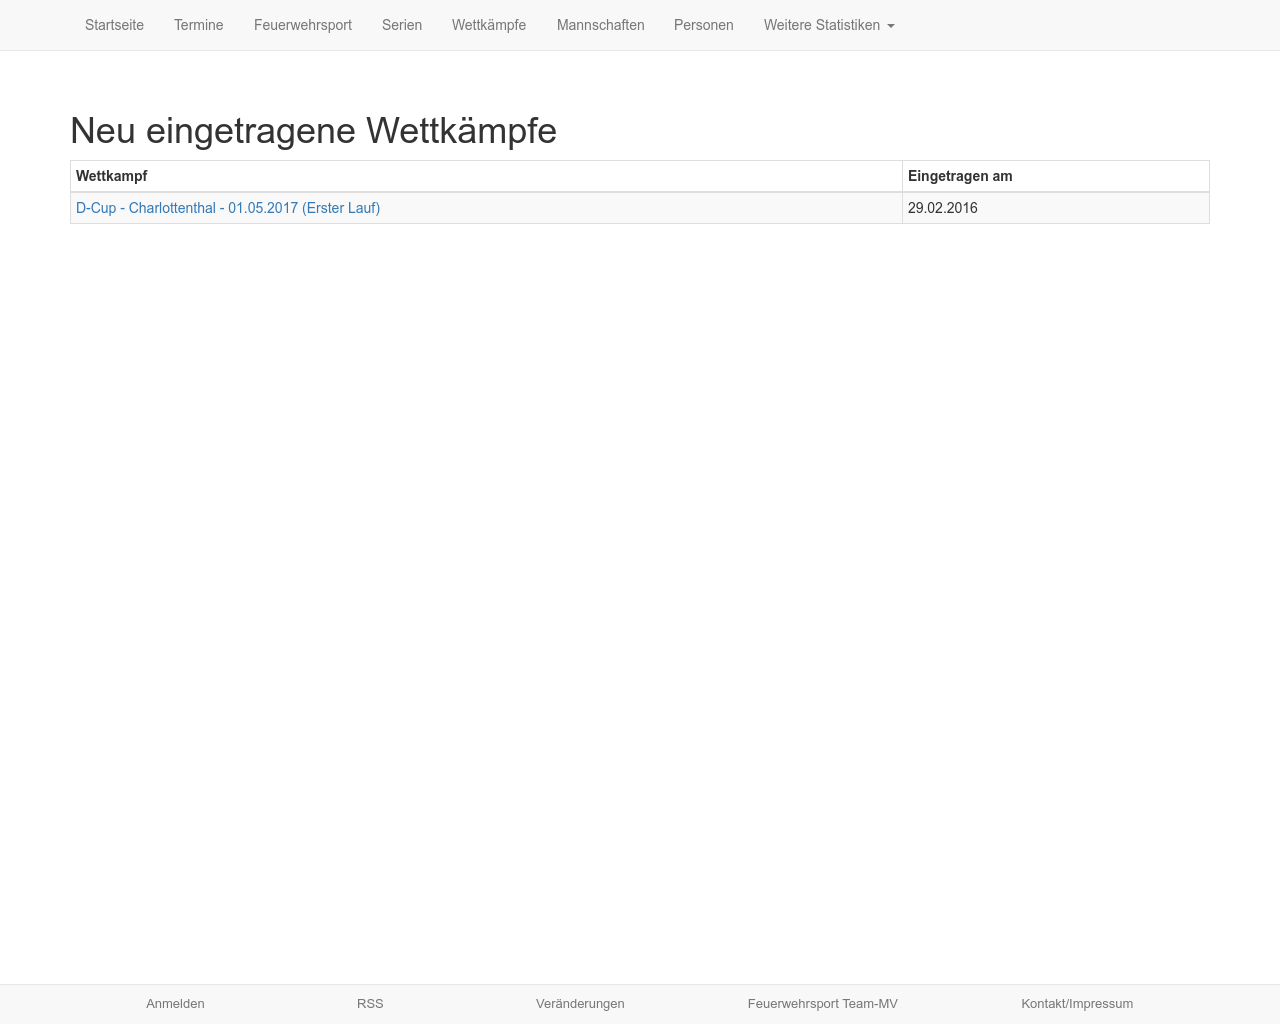 Startseite Termine Feuerwehrsport Serien Wettkämpfe Mannschaften Personen Weitere Statistiken
Neu eingetragene Wettkämpfe
Wettkampf Eingetragen am
D-Cup - Charlottenthal - 01.05.2017 (Erster Lauf) 29.02.2016
Anmelden RSS Veränderungen Feuerwehrsport Team-MV Kontakt/Impressum